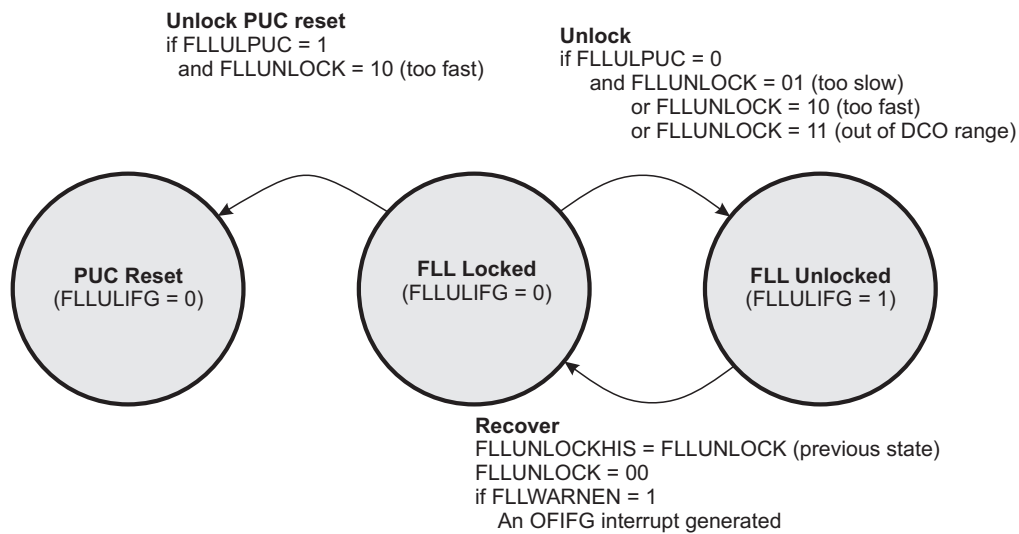 Unlock PUC reset
if FLLULPUC = 1
and FLLUNLOCK = 10 (too fast)
Unlock
if FLLULPUC = 0
and FLLUNLOCK = 01 (too slow)
or FLLUNLOCK = 10 (too fast)
or FLLUNLOCK = 11 (out of DCO range)
PUC Reset
(FLLULIFG = 0)
FLL Locked
(FLLULIFG = 0)
FLL Unlocked
(FLLULIFG = 1)
Recover
FLLUNLOCKHIS = FLLUNLOCK (previous state)
FLLUNLOCK = 00
if FLLWARNEN = 1
An OFIFG interrupt generated